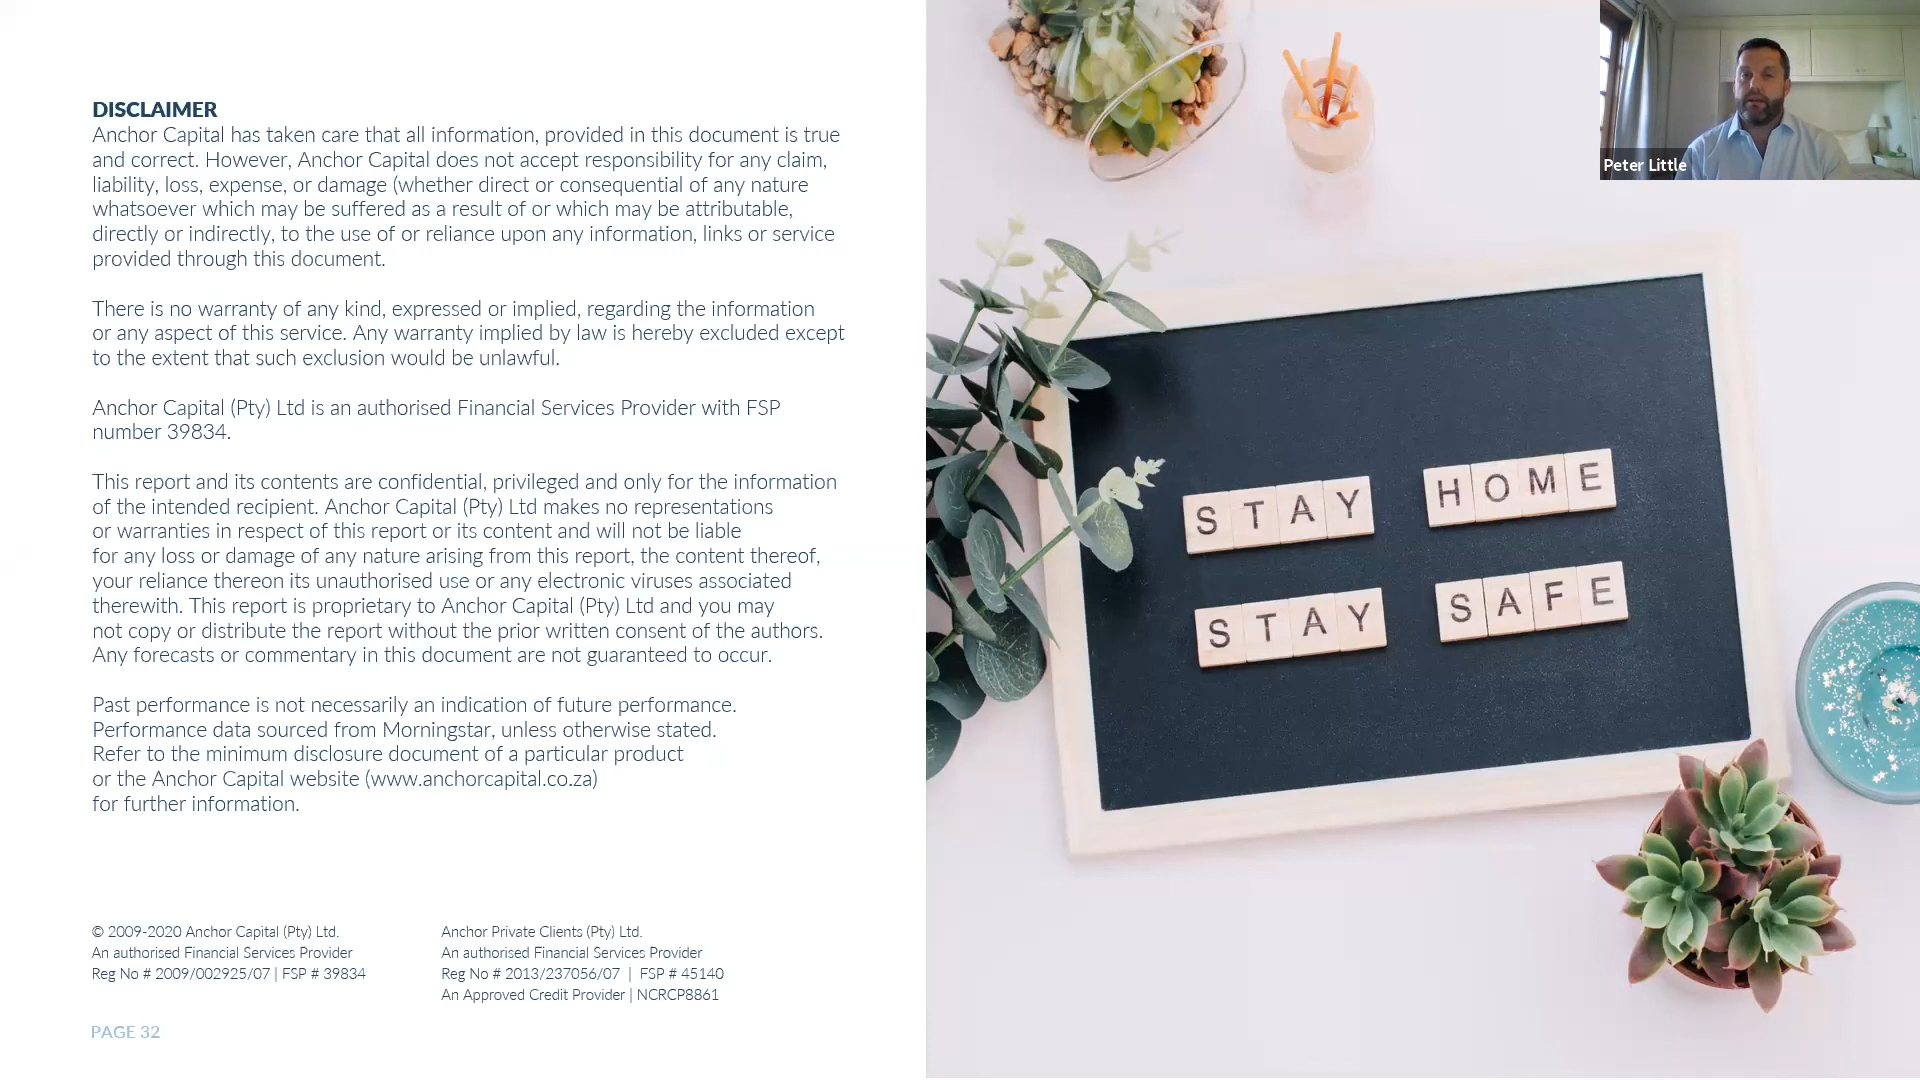 DISCLAIMER
Anchor Capital has taken care that all information, provided in this document is true
and correct. However, Anchor Capital does not accept responsibility for any claim,
liability, loss, expense, or damage (whether direct or consequential of any nature
whatsoever which may be suffered as a result of or which may be attributable,
directly or indirectly, to the use of or reliance upon any information, links or service
provided through this document.
There is no warranty of any kind, expressed or implied, regarding the information
or any aspect of this service. Any warranty implied by law is hereby excluded except
to the extent that such exclusion would be unlawful.
Anchor Capital (Pty) Ltd is an authorised Financial Services Provider with FSP
number 39834.
This report and its contents are confidential, privileged and only for the information
of the intended recipient. Anchor Capital (Pty) Ltd makes no representations
or warranties in respect of this report or its content and will not be liable
for any loss or damage of any nature arising from this report, the content thereof,
your reliance thereon its unauthorised use or any electronic viruses associated
therewith. This report is proprietary to Anchor Capital (Pty) Ltd and you may
not copy or distribute the report without the prior written consent of the authors.
Any forecasts or commentary in this document are not guaranteed to occur.
Past performance is not necessarily an indication of future performance.
Performance data sourced from Morningstar, unless otherwise stated.
Refer to the minimum disclosure document of a particular product
or the Anchor Capital website (www.anchorcapital.co.za)
for further information.
© 2009-2020 Anchor Capital (Pty) Ltd.
An authorised Financial Services Provider
Reg No # 2009/002925/07 | FSP # 39834
Anchor Private Clients (Pty) Ltd.
An authorised Financial Services Provider
Reg No # 2013/237056/07 | FSP # 45140
An Approved Credit Provider | NCRCP8861
PAGE 32
Peter Little
STAY HOME
STAY SAFE